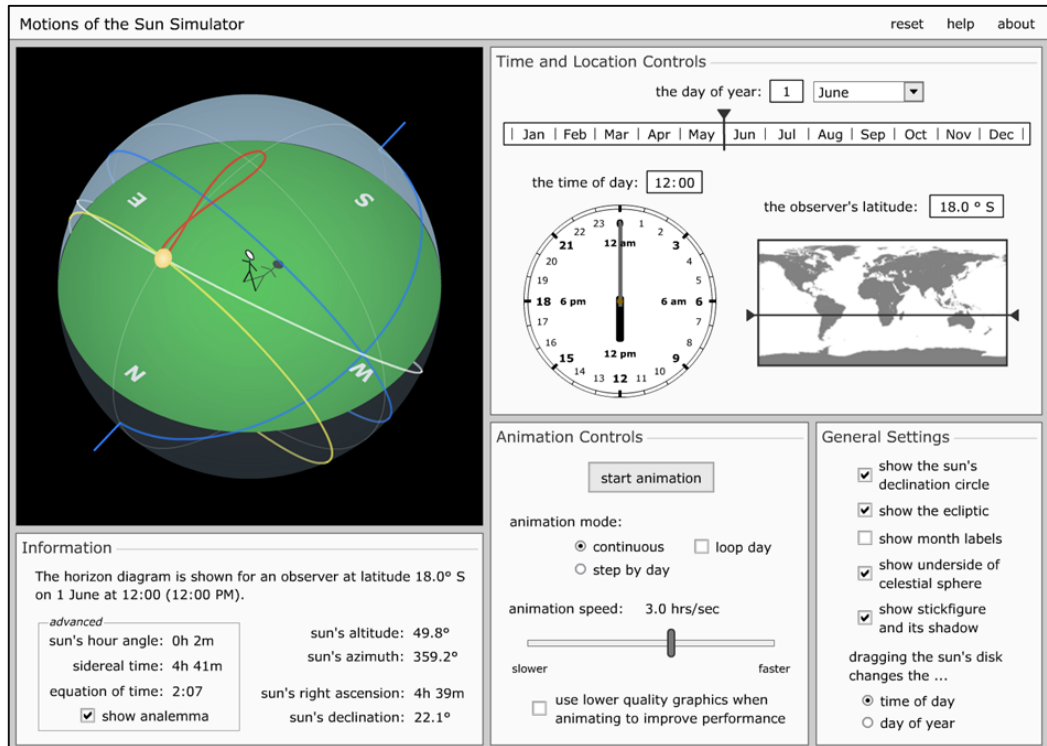 Motions of the Sun Simulator
reset help about
E
S
N
W
Time and Location Controls
the day of year: 1 June
| Jan | Feb | Mar | Apr | May | Jun | Jul | Aug | Sep | Oct | Nov | Dec |
the time of day: 12:00
12 am
1
2
3
4
5
6 am 6
7
8
9
10
11
12 pm
12
13
14
15
16
17
18 6 pm
19
20
21
22
23
the observer's latitude: 18.0 ° S
Information
The horizon diagram is shown for an observer at latitude 18.0° S
on 1 June at 12:00 (12:00 PM).
advanced
sun's hour angle: 0h 2m
sidereal time: 4h 41m
equation of time: 2:07
show analemma
sun's altitude: 49.8°
sun's azimuth: 359.2°
sun's right ascension: 4h 39m
sun's declination: 22.1°
Animation Controls
start animation
animation mode:
continuous
loop day
step by day
animation speed: 3.0 hrs/sec
slower faster
use lower quality graphics when
animating to improve performance
General Settings
show the sun's
declination circle
show the ecliptic
show month labels
show underside of
celestial sphere
show stickfigure
and its shadow
dragging the sun's disk
changes the ...
time of day
day of year